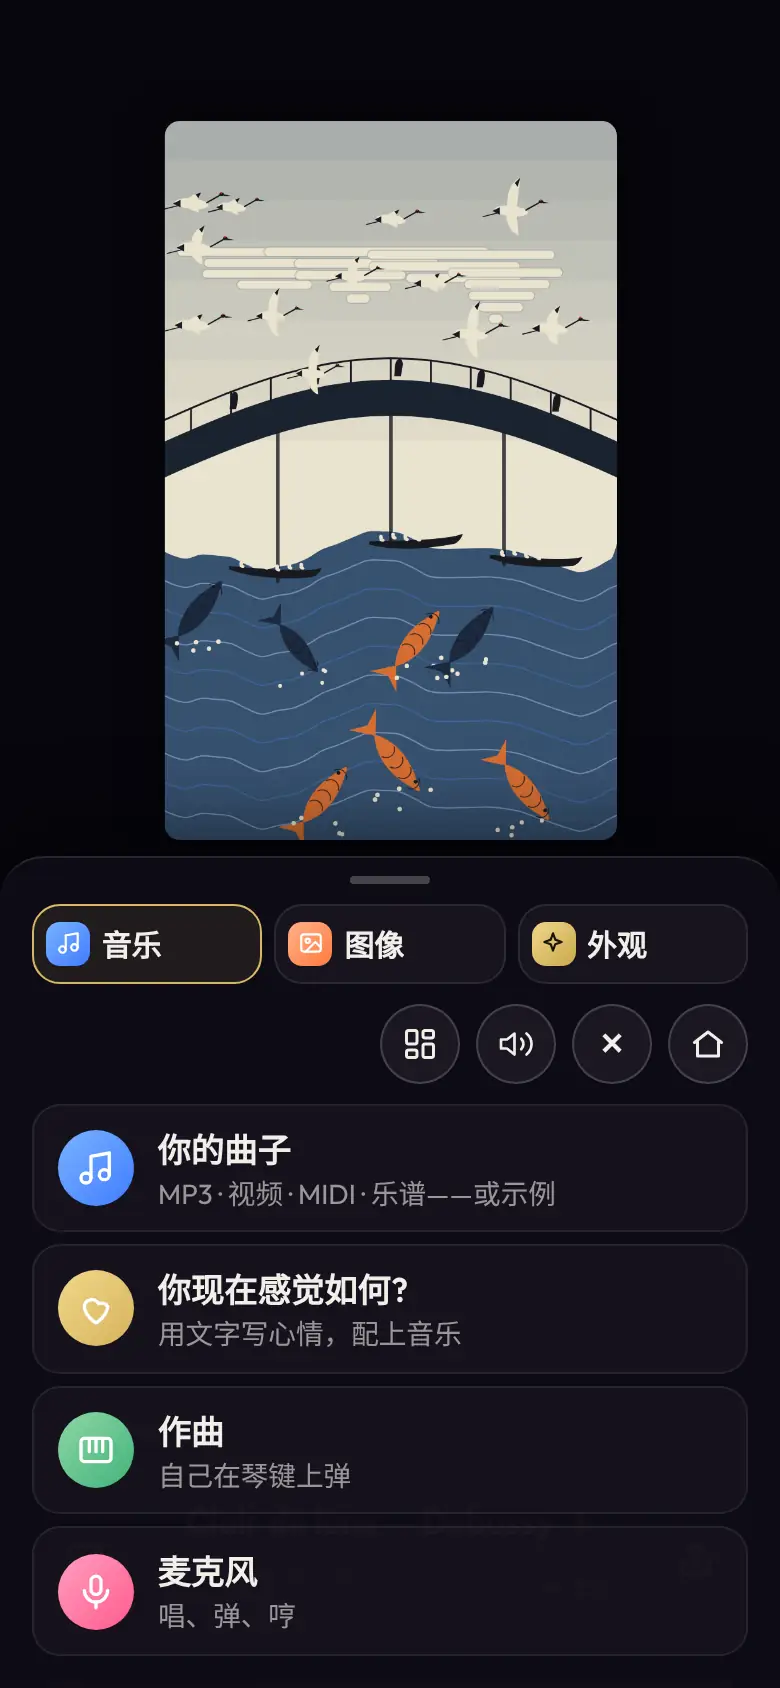 音乐
图像
外观
你的曲子
MP3·视频·MIDI·乐谱——或示例
你现在感觉如何?
用文字写心情，配上音乐
作曲
自己在琴键上弹
麦克风
唱、弹、哼